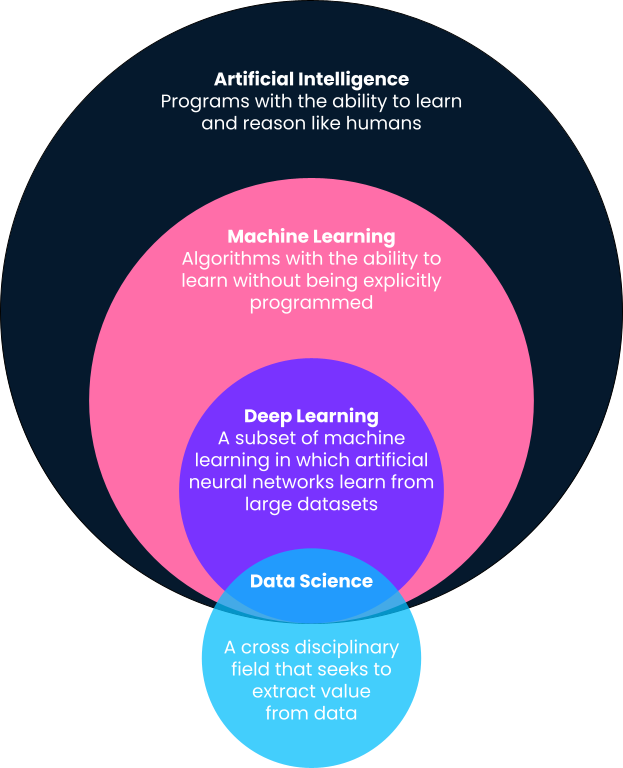 Artificial Intelligence
Programs with the ability to learn
and reason like humans
Machine Learning
Algorithms with the ability to
learn without being explicitly
programmed
Deep Learning
A subset of machine
learning in which artificial
neural networks learn from
large datasets
Data Science
A cross disciplinary
field that seeks to
extract value
from data